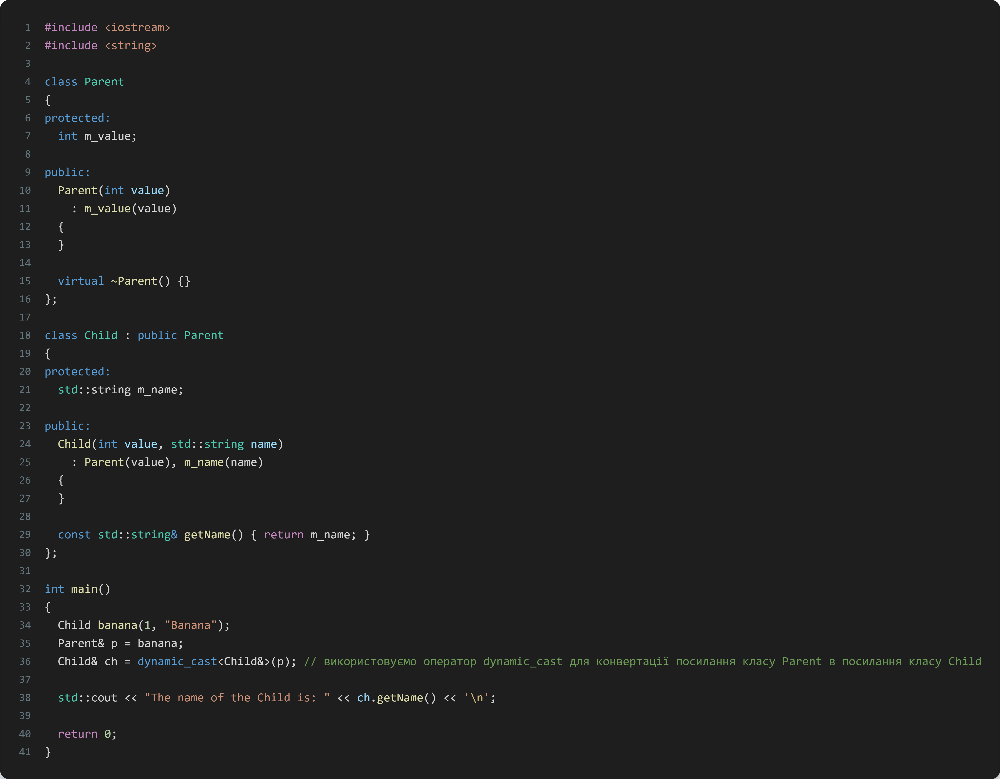 1 #include <iostream>
2 #include <string>
3
4 class Parent
5 {
6 protected:
7   int m_value;
8
9 public:
10   Parent(int value)
11     : m_value(value)
12   {
13   }
14
15   virtual ~Parent() {}
16 };
17
18 class Child : public Parent
19 {
20 protected:
21   std::string m_name;
22
23 public:
24   Child(int value, std::string name)
25     : Parent(value), m_name(name)
26   {
27   }
28
29   const std::string& getName() { return m_name; }
30 };
31
32 int main()
33 {
34   Child banana(1, "Banana");
35   Parent& p = banana;
36   Child& ch = dynamic_cast<Child&>(p); // використовуємо оператор dynamic_cast для конвертації посилання класу Parent в посилання класу Child
37
38   std::cout << "The name of the Child is: " << ch.getName() << '\n';
39
40   return 0;
41 }